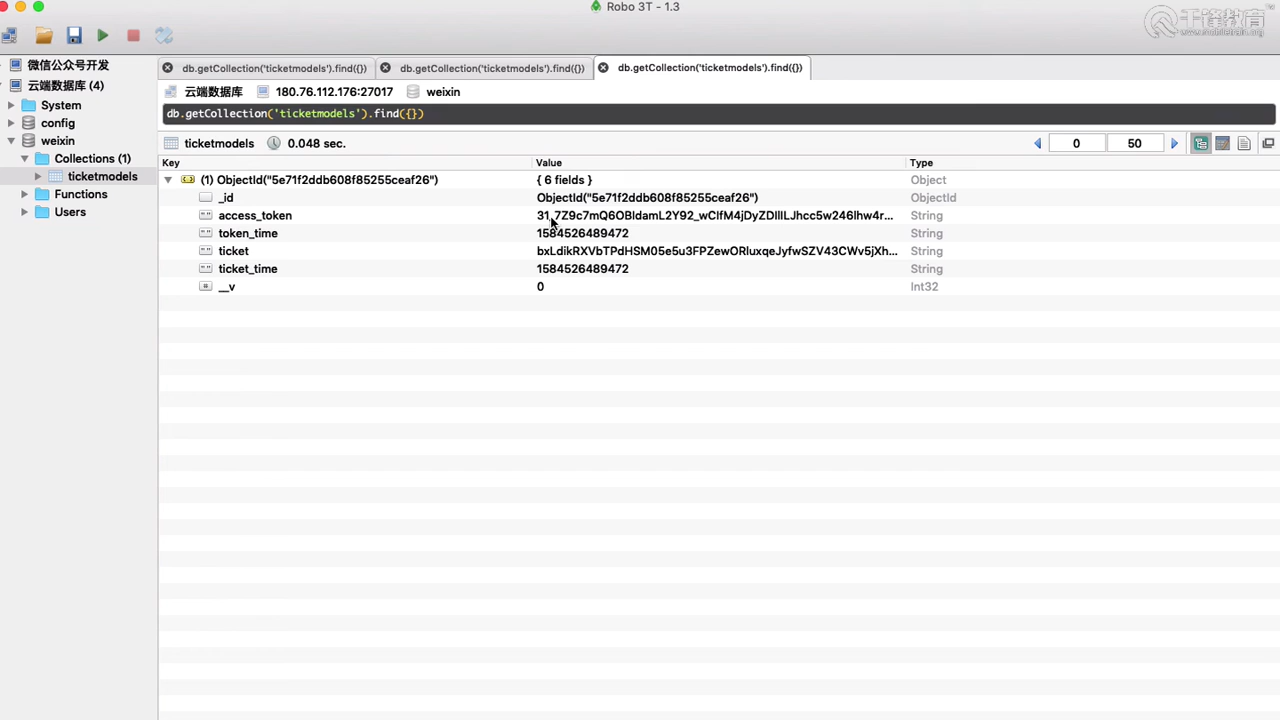 Robo 3T - 1.3
千锋教育
www.mobiletrain.org
微信公众号开发
云端数据库 (4)
System
config
weixin
Collections (1)
ticketmodels
Functions
Users
db.getCollection('ticketmodels').find({})
db.getCollection('ticketmodels').find({})
db.getCollection('ticketmodels').find({})
云端数据库 180.76.112.176:27017 weixin
db.getCollection('ticketmodels').find({})
ticketmodels 0.048 sec. 0 50
Key Value Type
(1) ObjectId("5e71f2ddb608f85255ceaf26") { 6 fields } Object
_id ObjectId("5e71f2ddb608f85255ceaf26") ObjectId
access_token String
token_time 1584526489472 String
ticket bxLdikRXVbTPdHSM05e5u3FPZewORluxqeJyfwSZV43CWv5jXh... String
ticket_time 1584526489472 String
__v 0 Int32